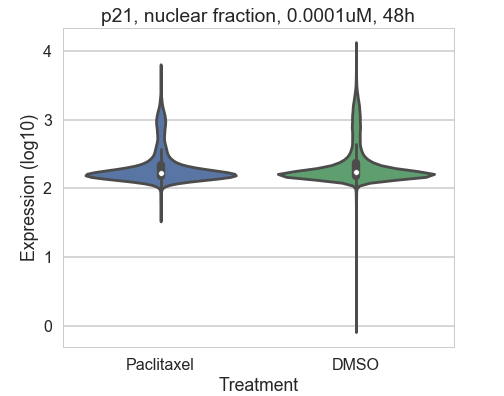 p21, nuclear fraction, 0.0001uM, 48h
Expression (log10)
4
3
2
1
0
Paclitaxel DMSO
Treatment